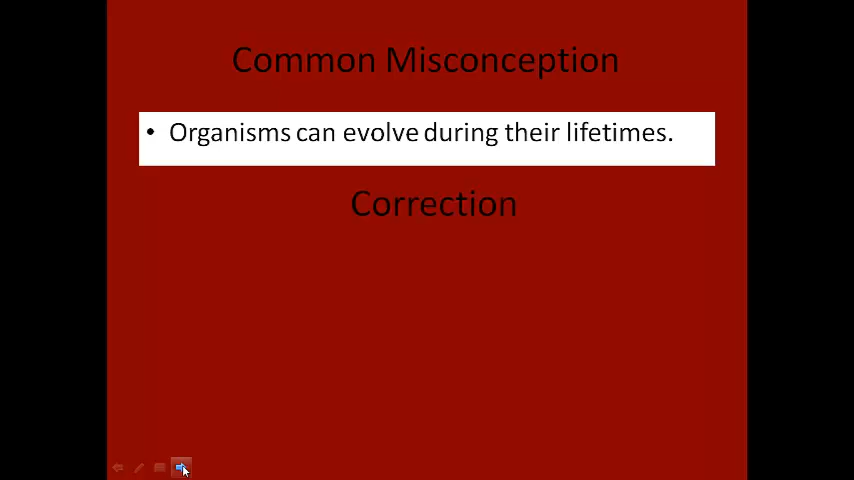 Common Misconception
• Organisms can evolve during their lifetimes.
Correction